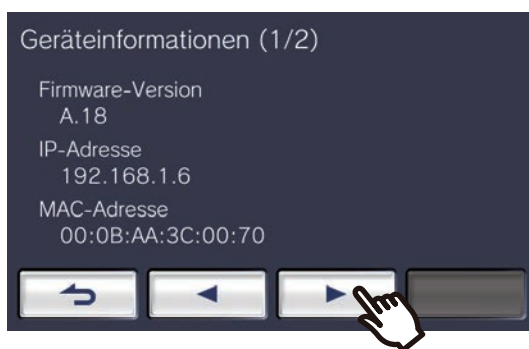 Geräteinformationen (1/2)
Firmware-Version
A.18
IP-Adresse
192.168.1.6
MAC-Adresse
00:0B:AA:3C:00:70